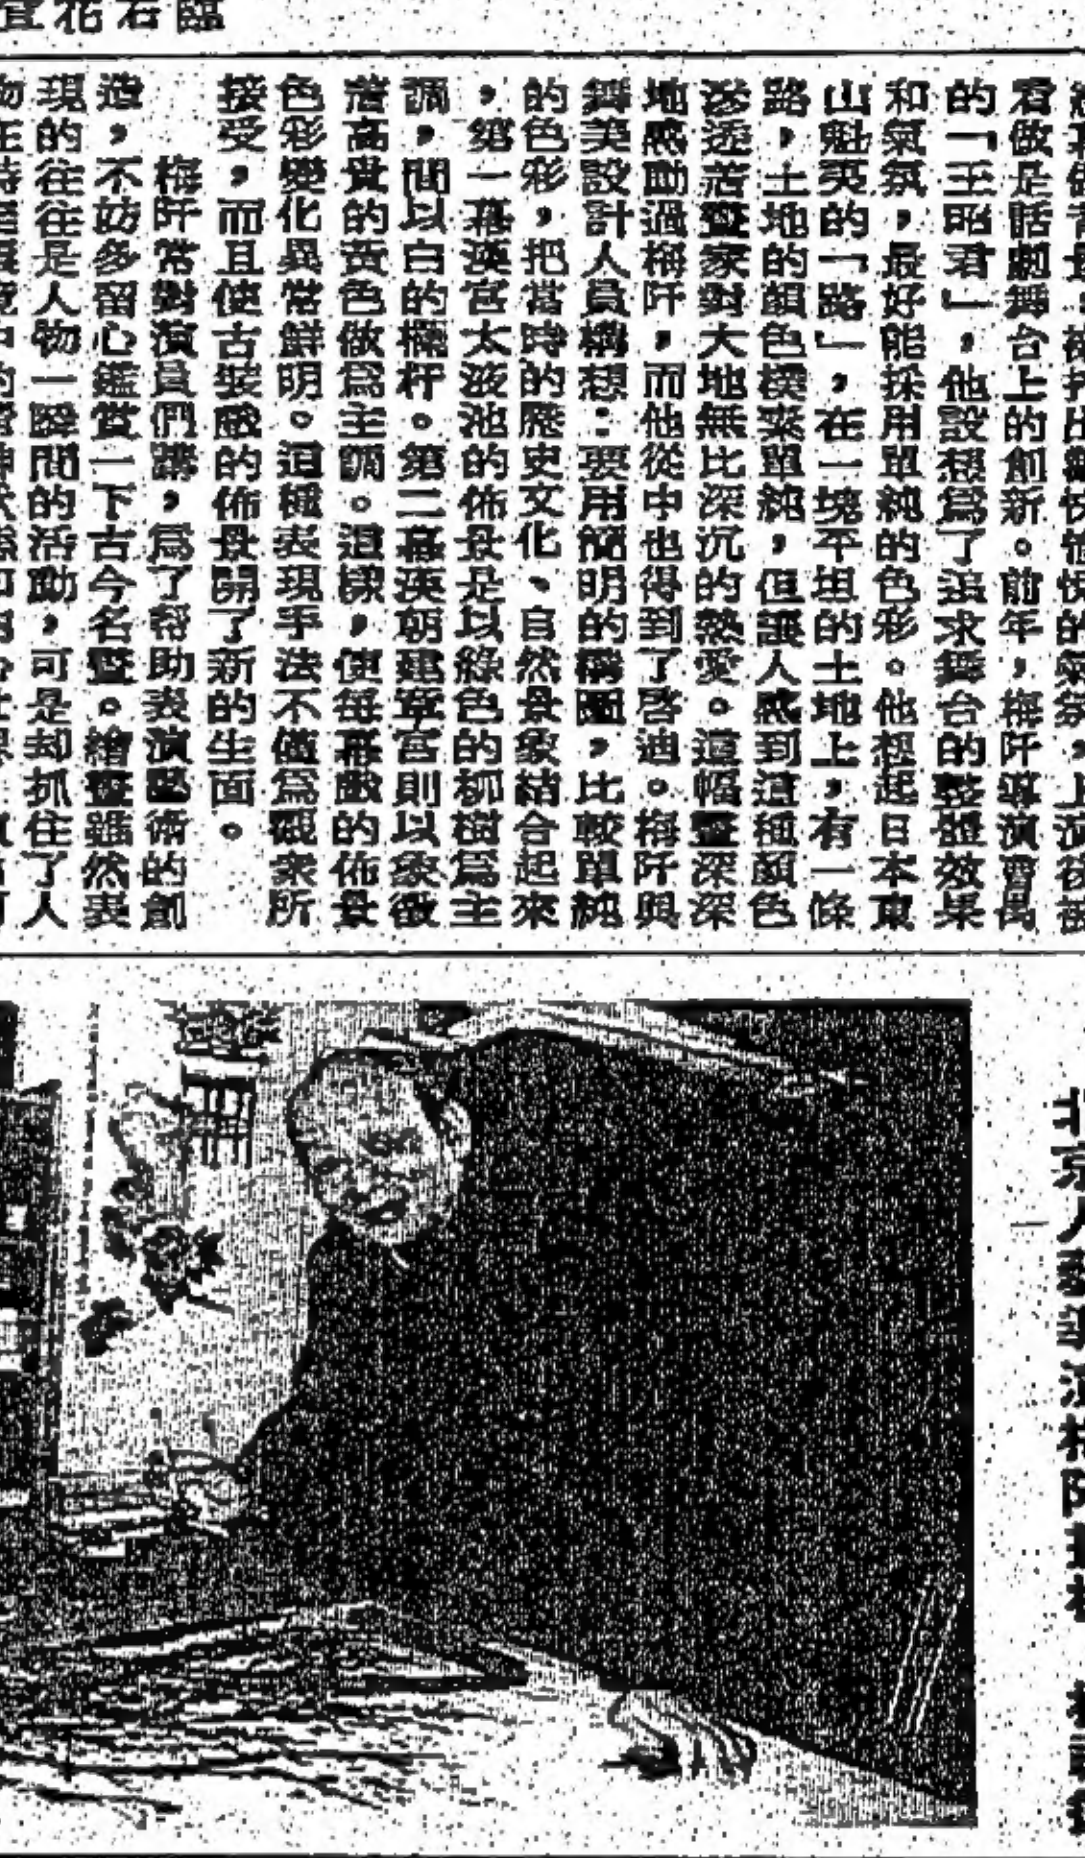 花石臨
看做是話劇舞台上的創新。前年,梅阡導演曹禺
的「王昭君」,他設想爲了追求舞台的整體效果
和氣氛,最好能採用單純的色彩。他想起日本東
山魁夷的「路」,在一塊平坦的土地上,有一條
路,土地的顔色樸素單純,但讓人感到這種顔色
滲透着畫家對大地無比深沉的熱愛。這幅畫深深
地感動過梅阡,而他從中也得到了啓迪。梅阡與
舞美設計人員構想:要用簡明的構圖,比較單純
的色彩,把當時的歷史文化、自然景象結合起來
,第一幕漢宮太液池的佈景是以綠色的柳樹爲主
調,間以白的欄杆。第二幕漢朝建章宮則以象徵
着高貴的黃色做爲主調。這樣,使每幕戲的佈景
色彩變化異常鮮明。這種表現手法不僅爲觀衆所
接受,而且使古裝戲的佈景開了新的生面。
梅阡常對演員們講,爲了幫助表演藝術的創
造,不妨多留心鑑賞一下古今名畫。繪畫雖然表
現的往往是人物一瞬間的活動,可是却抓住了人